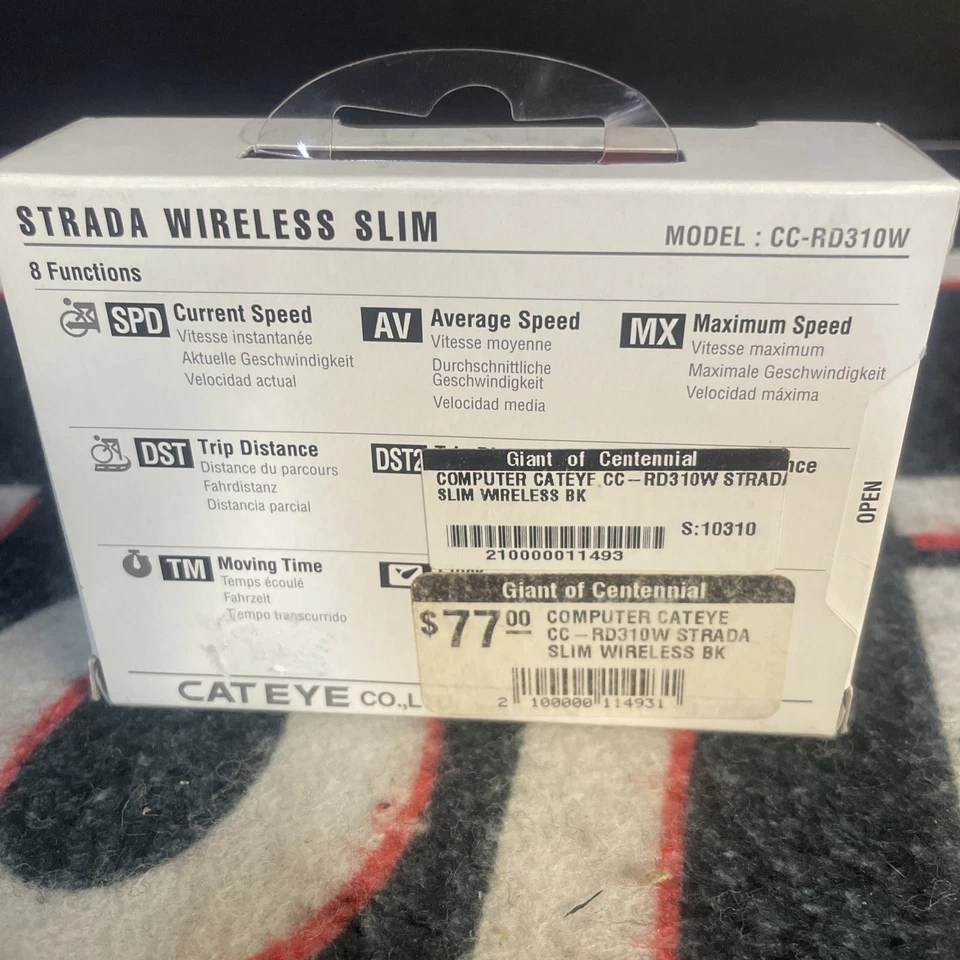 STRADA WIRELESS SLIM
MODEL : CC-RD310W
8 Functions
SPD Current Speed
Vitesse instantanée
Aktuelle Geschwindigkeit
Velocidad actual
AV Average Speed
Vitesse moyenne
Durchschnittliche
Geschwindigkeit
Velocidad media
MX Maximum Speed
Vitesse maximum
Maximale Geschwindigkeit
Velocidad máxima
DST Trip Distance
Distance du parcours
Fahrdistanz
Distancia parcial
DST2
TM Moving Time
Temps écoulé
Fahrzeit
Tiempo transcurrido
CAT EYE CO.,L
OPEN
Giant of Centennial
COMPUTER CATEYE CC-RD310W STRADA
SLIM WIRELESS BK
S:10310
210000011493
Giant of Centennial
$77.00
COMPUTER CATEYE
CC-RD310W STRADA
SLIM WIRELESS BK
2 100000 114931